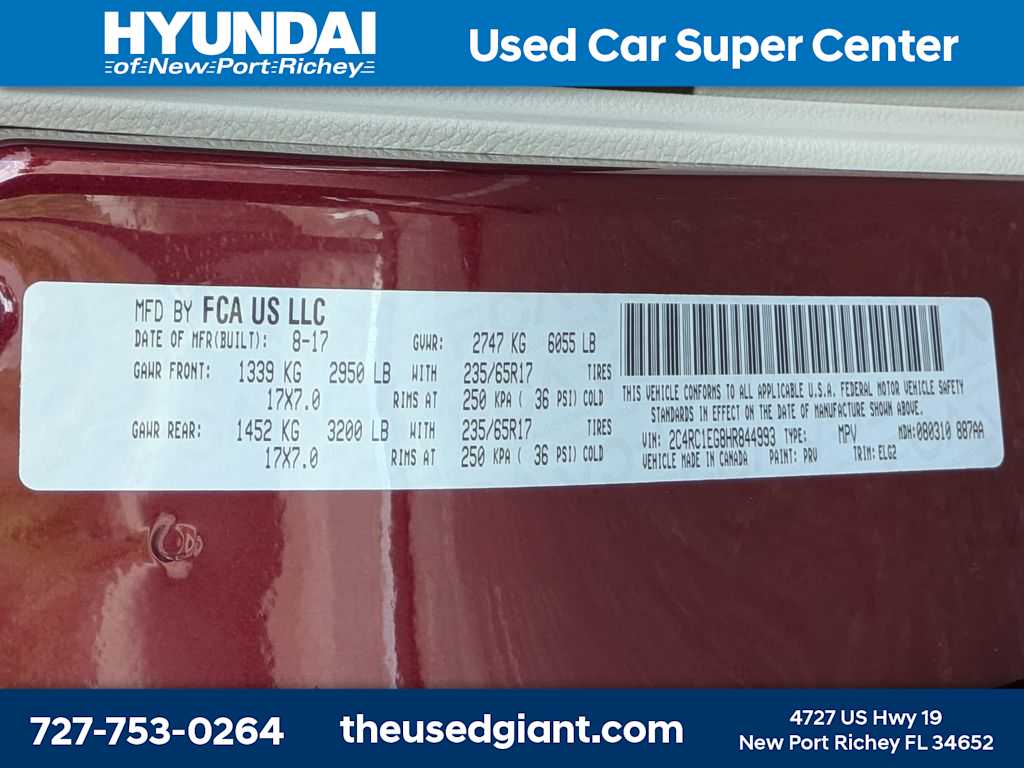 HYUNDAI
of New Port Richey
Used Car Super Center
MFD BY FCA US LLC
DATE OF MFR(BUILT): 8-17 GVWR: 2747 KG 6055 LB
GAWR FRONT: 1339 KG 2950 LB WITH 235/65R17 TIRES
17X7.0 RIMS AT 250 KPA ( 36 PSI) COLD
GAWR REAR: 1452 KG 3200 LB WITH 235/65R17 TIRES
17X7.0 RIMS AT 250 KPA ( 36 PSI) COLD
THIS VEHICLE CONFORMS TO ALL APPLICABLE U.S.A. FEDERAL MOTOR VEHICLE SAFETY
STANDARDS IN EFFECT ON THE DATE OF MANUFACTURE SHOWN ABOVE.
VIN: 2C4RC1EG8HR844993 TYPE: MPV MDH: 080310 887AA
VEHICLE MADE IN CANADA PAINT: PRV TRIM: ELG2
727-753-0264
theusedgiant.com
4727 US Hwy 19
New Port Richey FL 34652